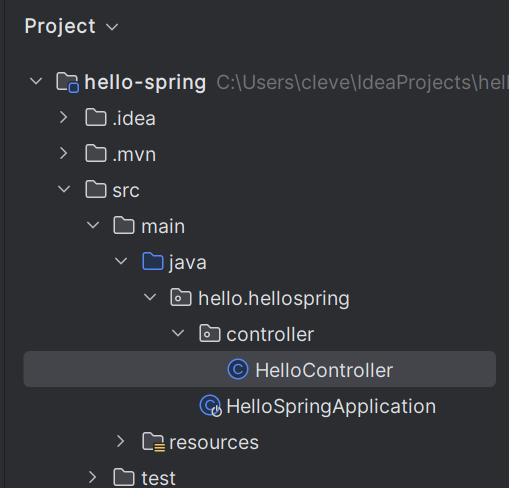 Project
hello-spring C:\Users\cleve\IdeaProjects\hell
.idea
.mvn
src
main
java
hello.hellospring
controller
HelloController
HelloSpringApplication
resources
test